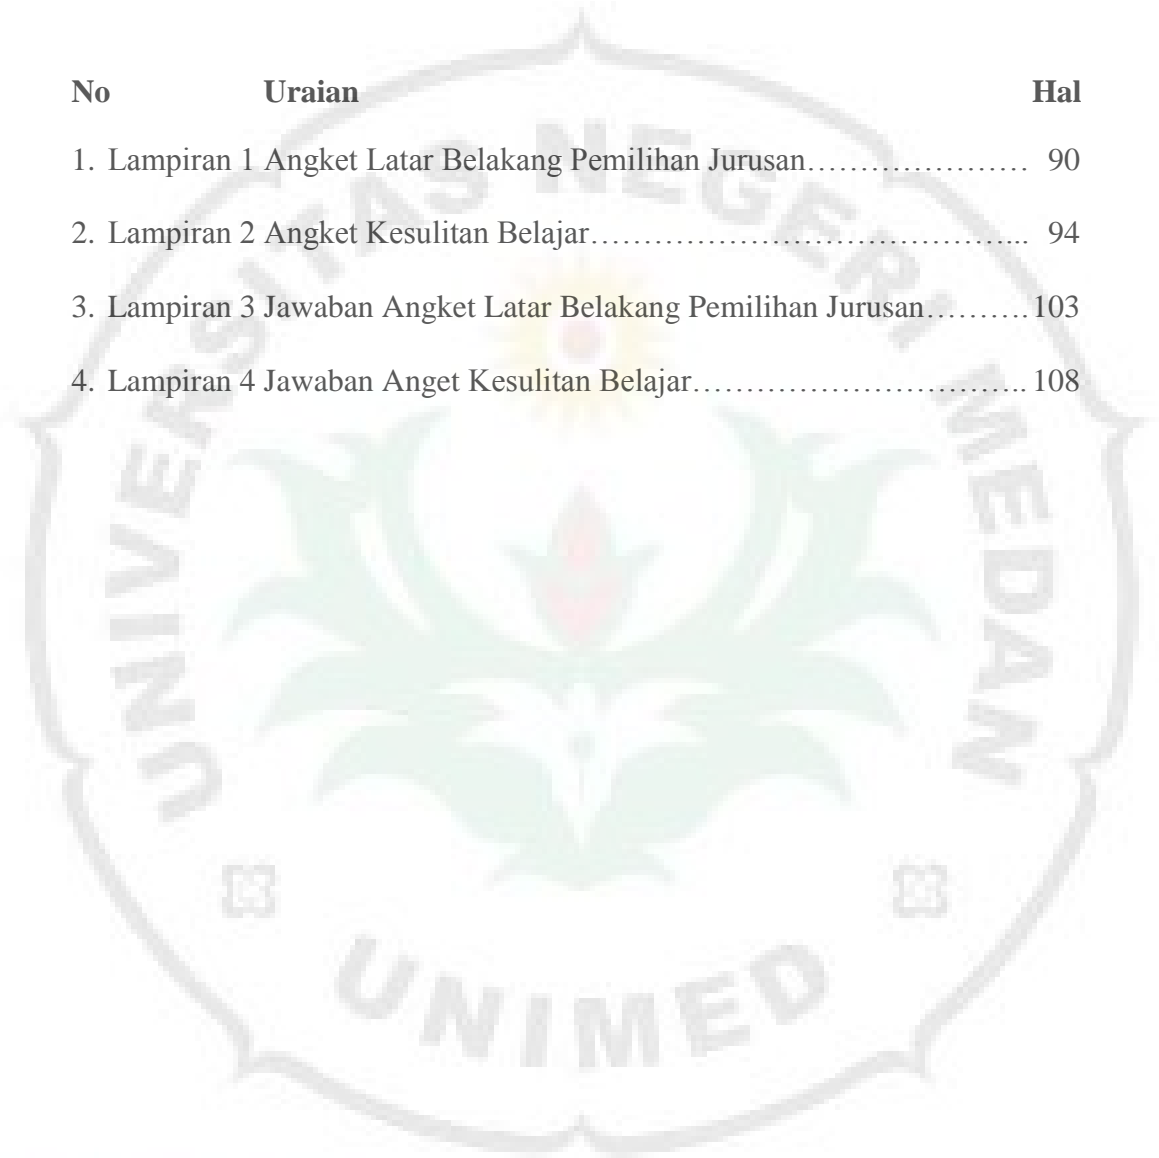 No Uraian Hal
1. Lampiran 1 Angket Latar Belakang Pemilihan Jurusan………………… 90
2. Lampiran 2 Angket Kesulitan Belajar………………………………….... 94
3. Lampiran 3 Jawaban Angket Latar Belakang Pemilihan Jurusan……….103
4. Lampiran 4 Jawaban Anget Kesulitan Belajar…………………………. 108
UNIVERSITAS NEGERI MEDAN
UNIMED